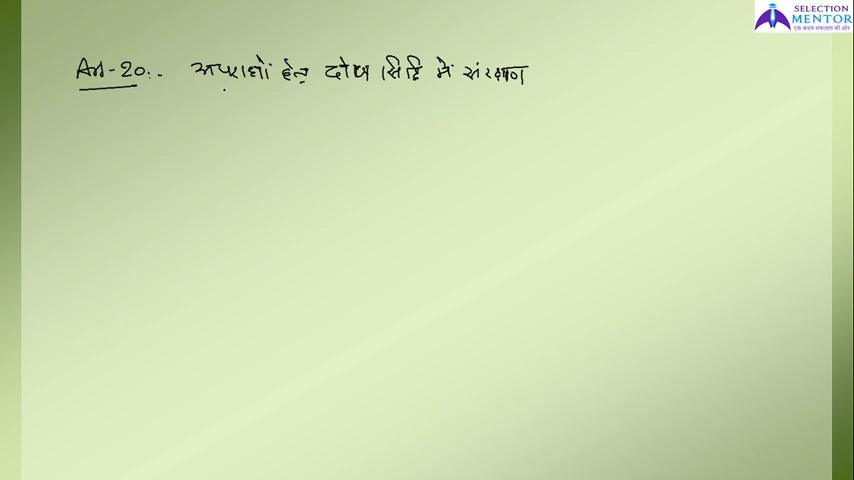 SELECTION
MENTOR
एक कदम सफलता की ओर
Art-20:- अपराधों हेतु दोष सिद्धि में संरक्षण